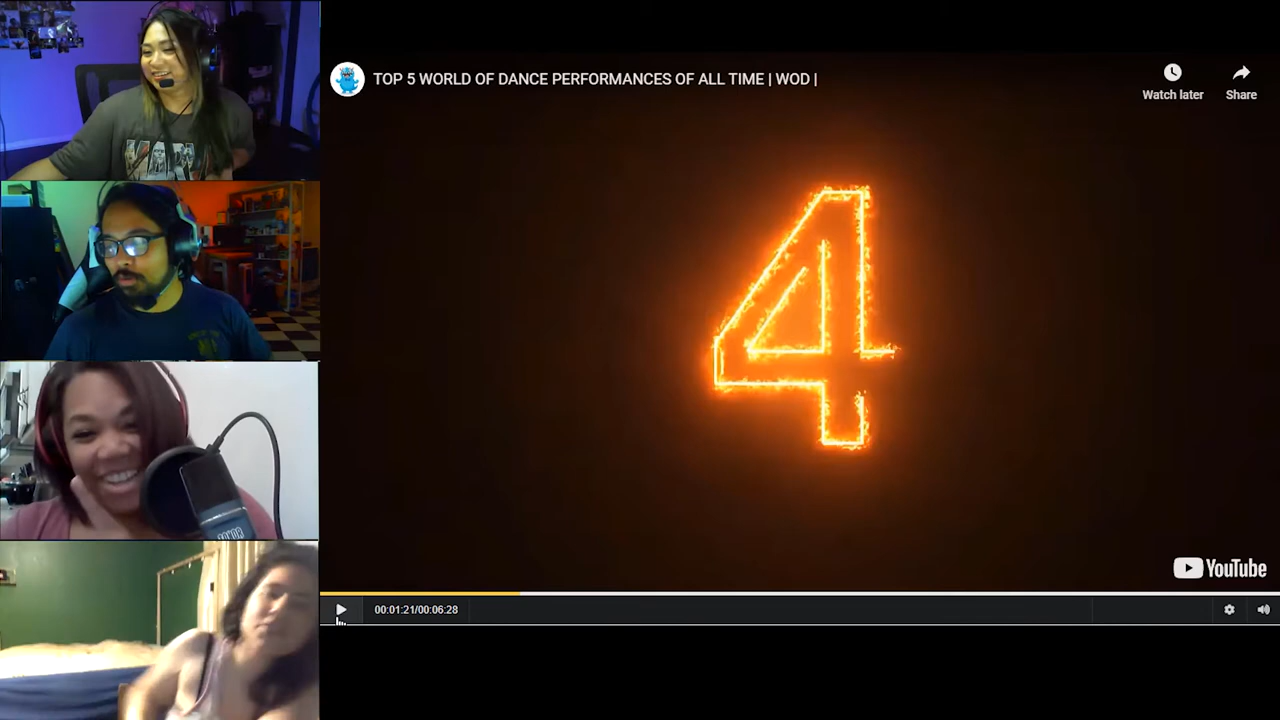 TOP 5 WORLD OF DANCE PERFORMANCES OF ALL TIME | WOD |
Watch later
Share
4
YouTube
00:01:21/00:06:28